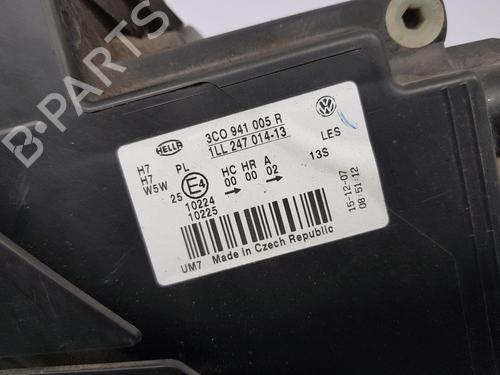 HELLA
3C0 941 005 R
1LL 247 014-13
H7 PL LES
H7 HC HR A 13S
W5W 25 E4 00 00 02
10224
10225
15-12-07
08:51:12
UM7 Made in Czech Republic
B-PARTS